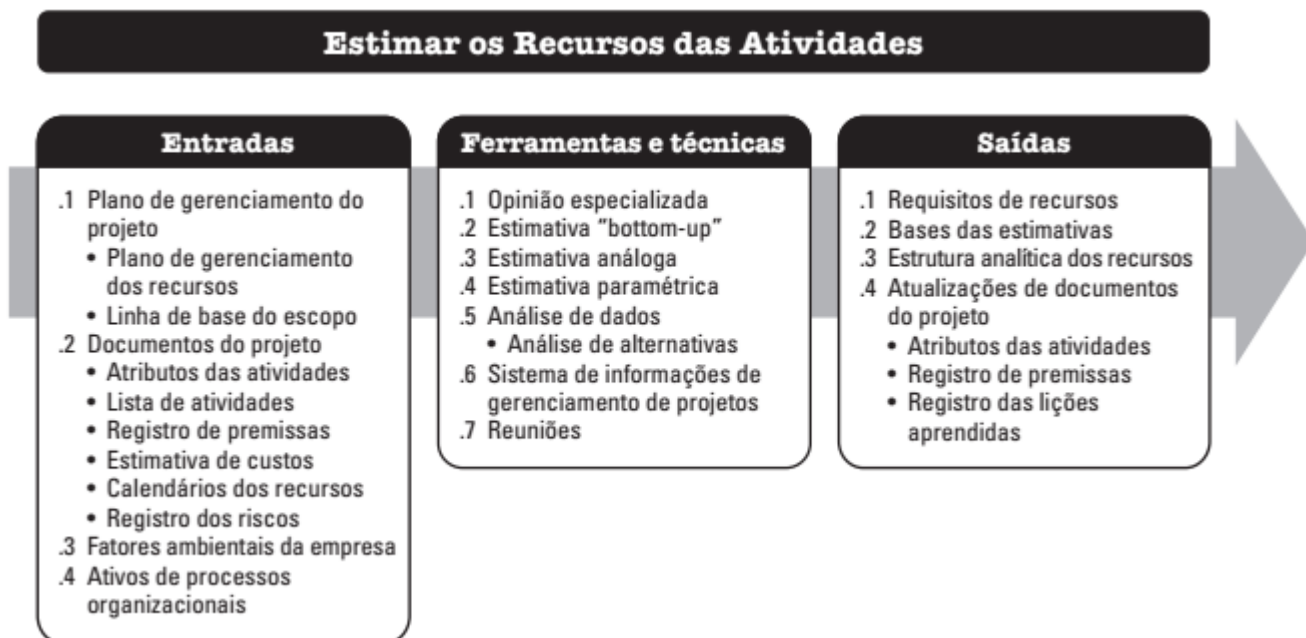 Estimar os Recursos das Atividades
Entradas
.1 Plano de gerenciamento do
projeto
• Plano de gerenciamento
dos recursos
• Linha de base do escopo
.2 Documentos do projeto
• Atributos das atividades
• Lista de atividades
• Registro de premissas
• Estimativa de custos
• Calendários dos recursos
• Registro dos riscos
.3 Fatores ambientais da empresa
.4 Ativos de processos
organizacionais
Ferramentas e técnicas
.1 Opinião especializada
.2 Estimativa “bottom-up”
.3 Estimativa análoga
.4 Estimativa paramétrica
.5 Análise de dados
• Análise de alternativas
.6 Sistema de informações de
gerenciamento de projetos
.7 Reuniões
Saídas
.1 Requisitos de recursos
.2 Bases das estimativas
.3 Estrutura analítica dos recursos
.4 Atualizações de documentos
do projeto
• Atributos das atividades
• Registro de premissas
• Registro das lições
aprendidas